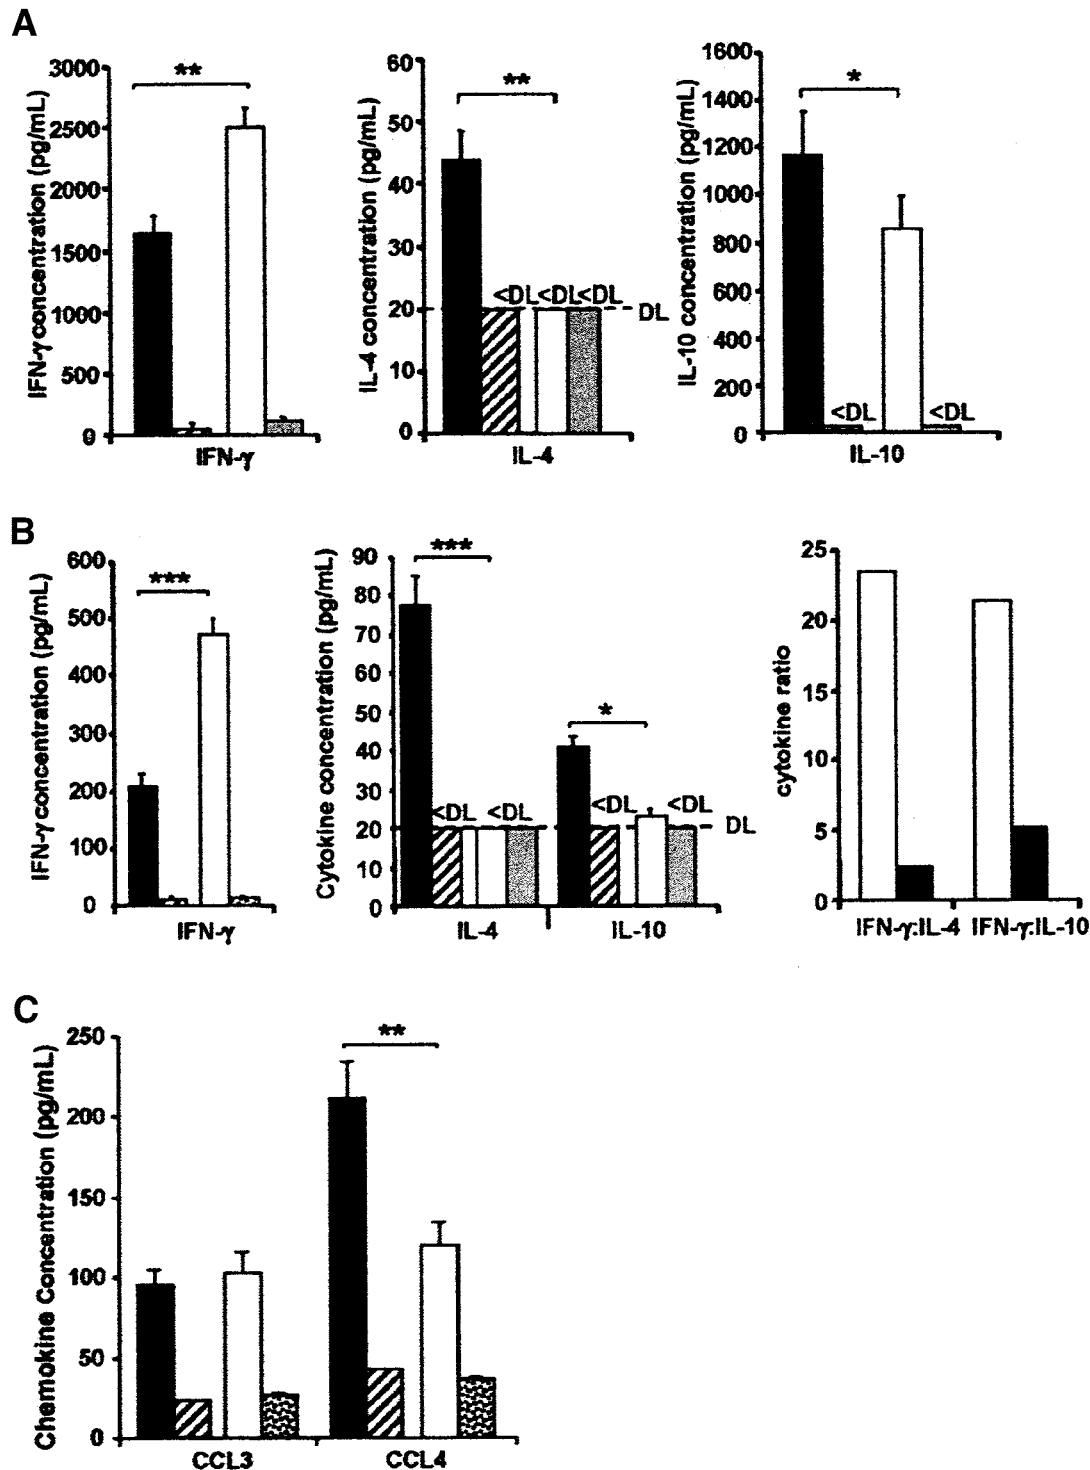 A
IFN-γ concentration (pg/mL)
3000
2500
2000
1500
1000
500
0
**
IFN-γ
IL-4 concentration (pg/mL)
60
50
40
30
20
10
0
**
<DL <DL <DL
DL
IL-4
IL-10 concentration (pg/mL)
1600
1400
1200
1000
800
600
400
200
0
*
<DL
<DL
IL-10
B
IFN-γ concentration (pg/mL)
600
500
400
300
200
100
0
***
IFN-γ
Cytokine concentration (pg/mL)
90
80
70
60
50
40
30
20
10
0
***
*
<DL <DL <DL <DL
DL
IL-4 IL-10
cytokine ratio
25
20
15
10
5
0
IFN-γ:IL-4 IFN-γ:IL-10
C
Chemokine Concentration (pg/mL)
250
200
150
100
50
0
**
CCL3 CCL4